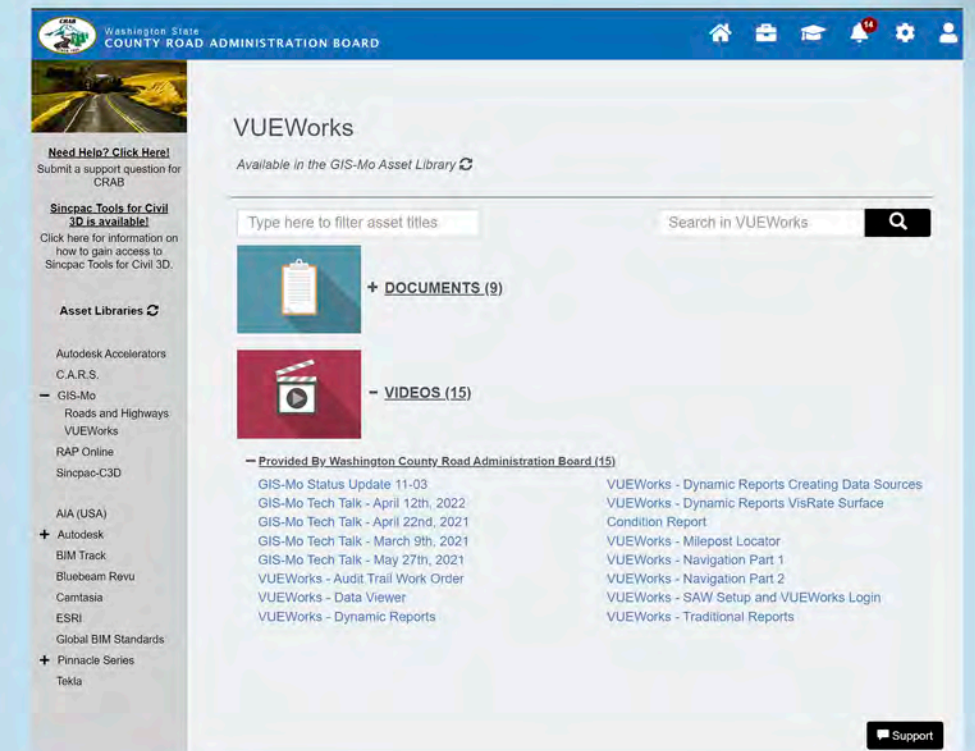 CRAB
Washington State
COUNTY ROAD ADMINISTRATION BOARD
14
Need Help? Click Here!
Submit a support question for
CRAB
Sincpac Tools for Civil
3D is available!
Click here for information on
how to gain access to
Sincpac Tools for Civil 3D.
Asset Libraries
Autodesk Accelerators
C.A.R.S.
− GIS-Mo
Roads and Highways
VUEWorks
RAP Online
Sincpac-C3D
AIA (USA)
+ Autodesk
BIM Track
Bluebeam Revu
Camtasia
ESRI
Global BIM Standards
+ Pinnacle Series
Tekla
VUEWorks
Available in the GIS-Mo Asset Library
Type here to filter asset titles
Search in VUEWorks
+ DOCUMENTS (9)
− VIDEOS (15)
− Provided By Washington County Road Administration Board (15)
GIS-Mo Status Update 11-03
GIS-Mo Tech Talk - April 12th, 2022
GIS-Mo Tech Talk - April 22nd, 2021
GIS-Mo Tech Talk - March 9th, 2021
GIS-Mo Tech Talk - May 27th, 2021
VUEWorks - Audit Trail Work Order
VUEWorks - Data Viewer
VUEWorks - Dynamic Reports
VUEWorks - Dynamic Reports Creating Data Sources
VUEWorks - Dynamic Reports VisRate Surface
Condition Report
VUEWorks - Milepost Locator
VUEWorks - Navigation Part 1
VUEWorks - Navigation Part 2
VUEWorks - SAW Setup and VUEWorks Login
VUEWorks - Traditional Reports
Support